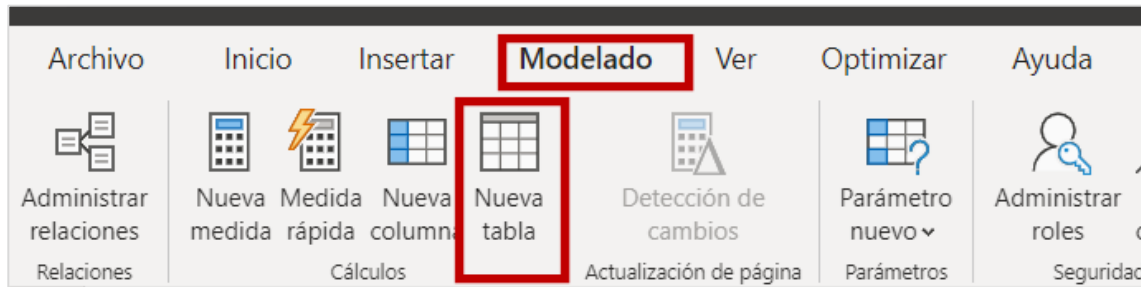 Archivo Inicio Insertar Modelado Ver Optimizar Ayuda
Administrar relaciones
Nueva medida
Medida rápida
Nueva column
Nueva tabla
Detección de cambios
Parámetro nuevo
Administrar roles
Relaciones Cálculos Actualización de página Parámetros Seguridad